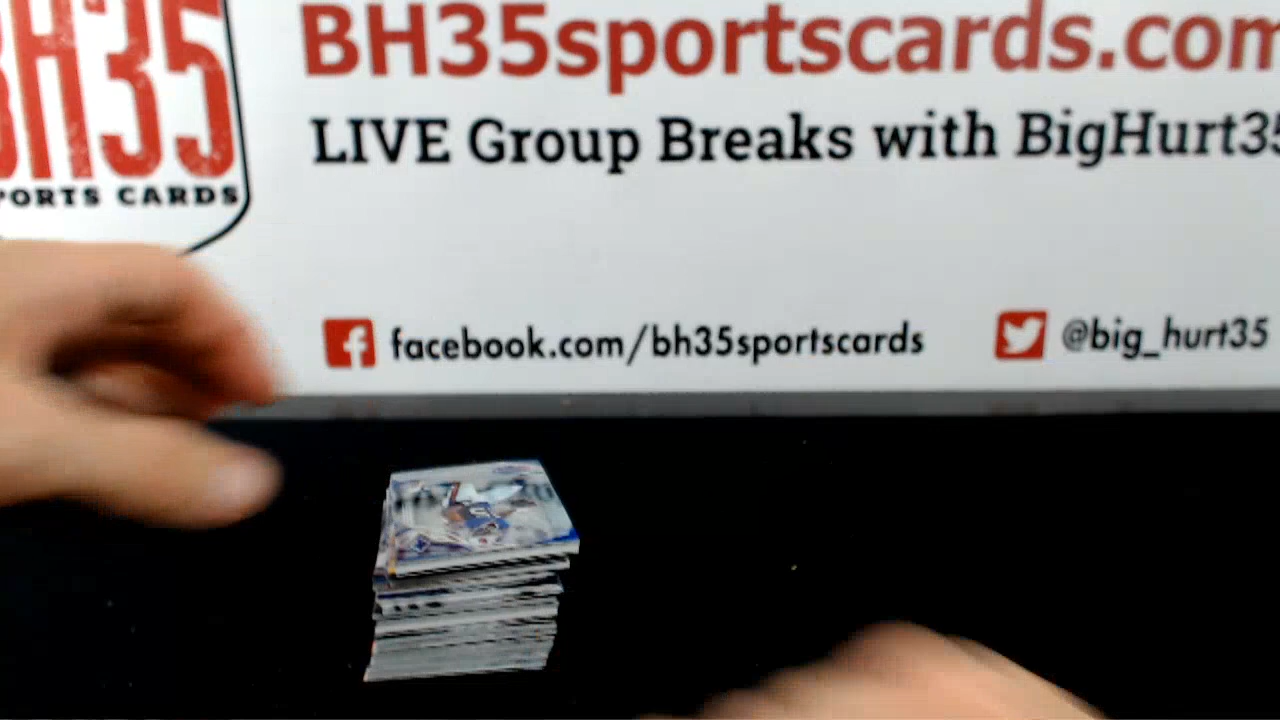 BH35
PORTS CARDS
BH35sportscards.com
LIVE Group Breaks with BigHurt35
facebook.com/bh35sportscards
@big_hurt35